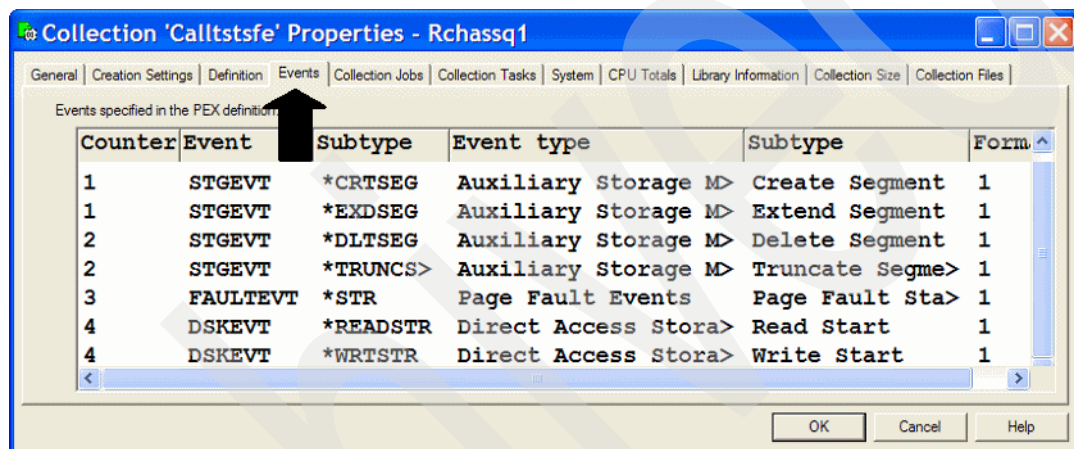 Collection 'Calltstsfe' Properties - Rchassq1
General Creation Settings Definition Events Collection Jobs Collection Tasks System CPU Totals Library Information Collection Size Collection Files
Events specified in the PEX definition.
Counter Event Subtype Event type Subtype Form
1 STGEVT *CRTSEG Auxiliary Storage M> Create Segment 1
1 STGEVT *EXDSEG Auxiliary Storage M> Extend Segment 1
2 STGEVT *DLTSEG Auxiliary Storage M> Delete Segment 1
2 STGEVT *TRUNCS> Auxiliary Storage M> Truncate Segme> 1
3 FAULTEVT *STR Page Fault Events Page Fault Sta> 1
4 DSKEVT *READSTR Direct Access Stora> Read Start 1
4 DSKEVT *WRTSTR Direct Access Stora> Write Start 1
OK Cancel Help